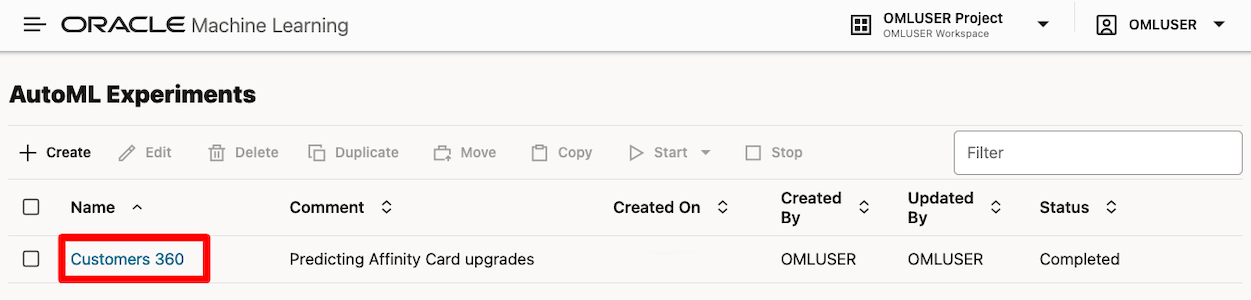 ORACLE Machine Learning
OMLUSER Project
OMLUSER Workspace
OMLUSER
AutoML Experiments
Create Edit Delete Duplicate Move Copy Start Stop Filter
Name Comment Created On Created By Updated By Status
Customers 360 Predicting Affinity Card upgrades OMLUSER OMLUSER Completed